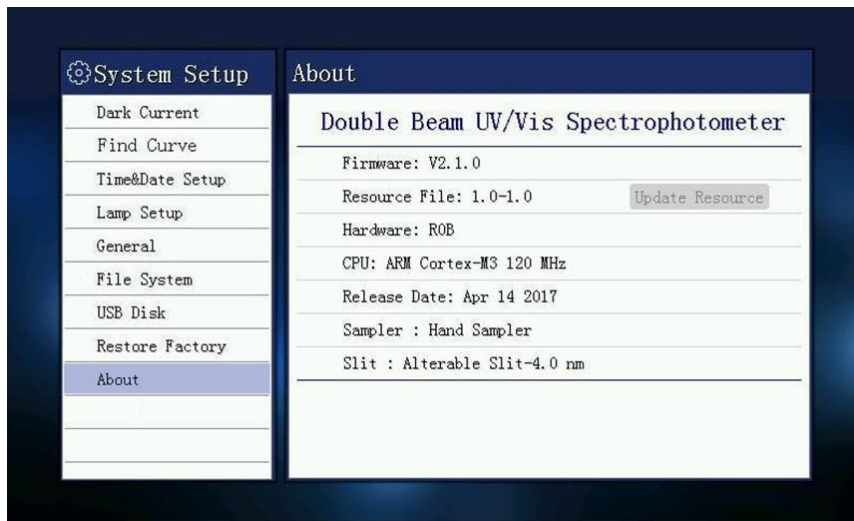 System Setup
Dark Current
Find Curve
Time&Date Setup
Lamp Setup
General
File System
USB Disk
Restore Factory
About
About
Double Beam UV/Vis Spectrophotometer
Firmware: V2.1.0
Resource File: 1.0-1.0 Update Resource
Hardware: R0B
CPU: ARM Cortex-M3 120 MHz
Release Date: Apr 14 2017
Sampler : Hand Sampler
Slit : Alterable Slit-4.0 nm